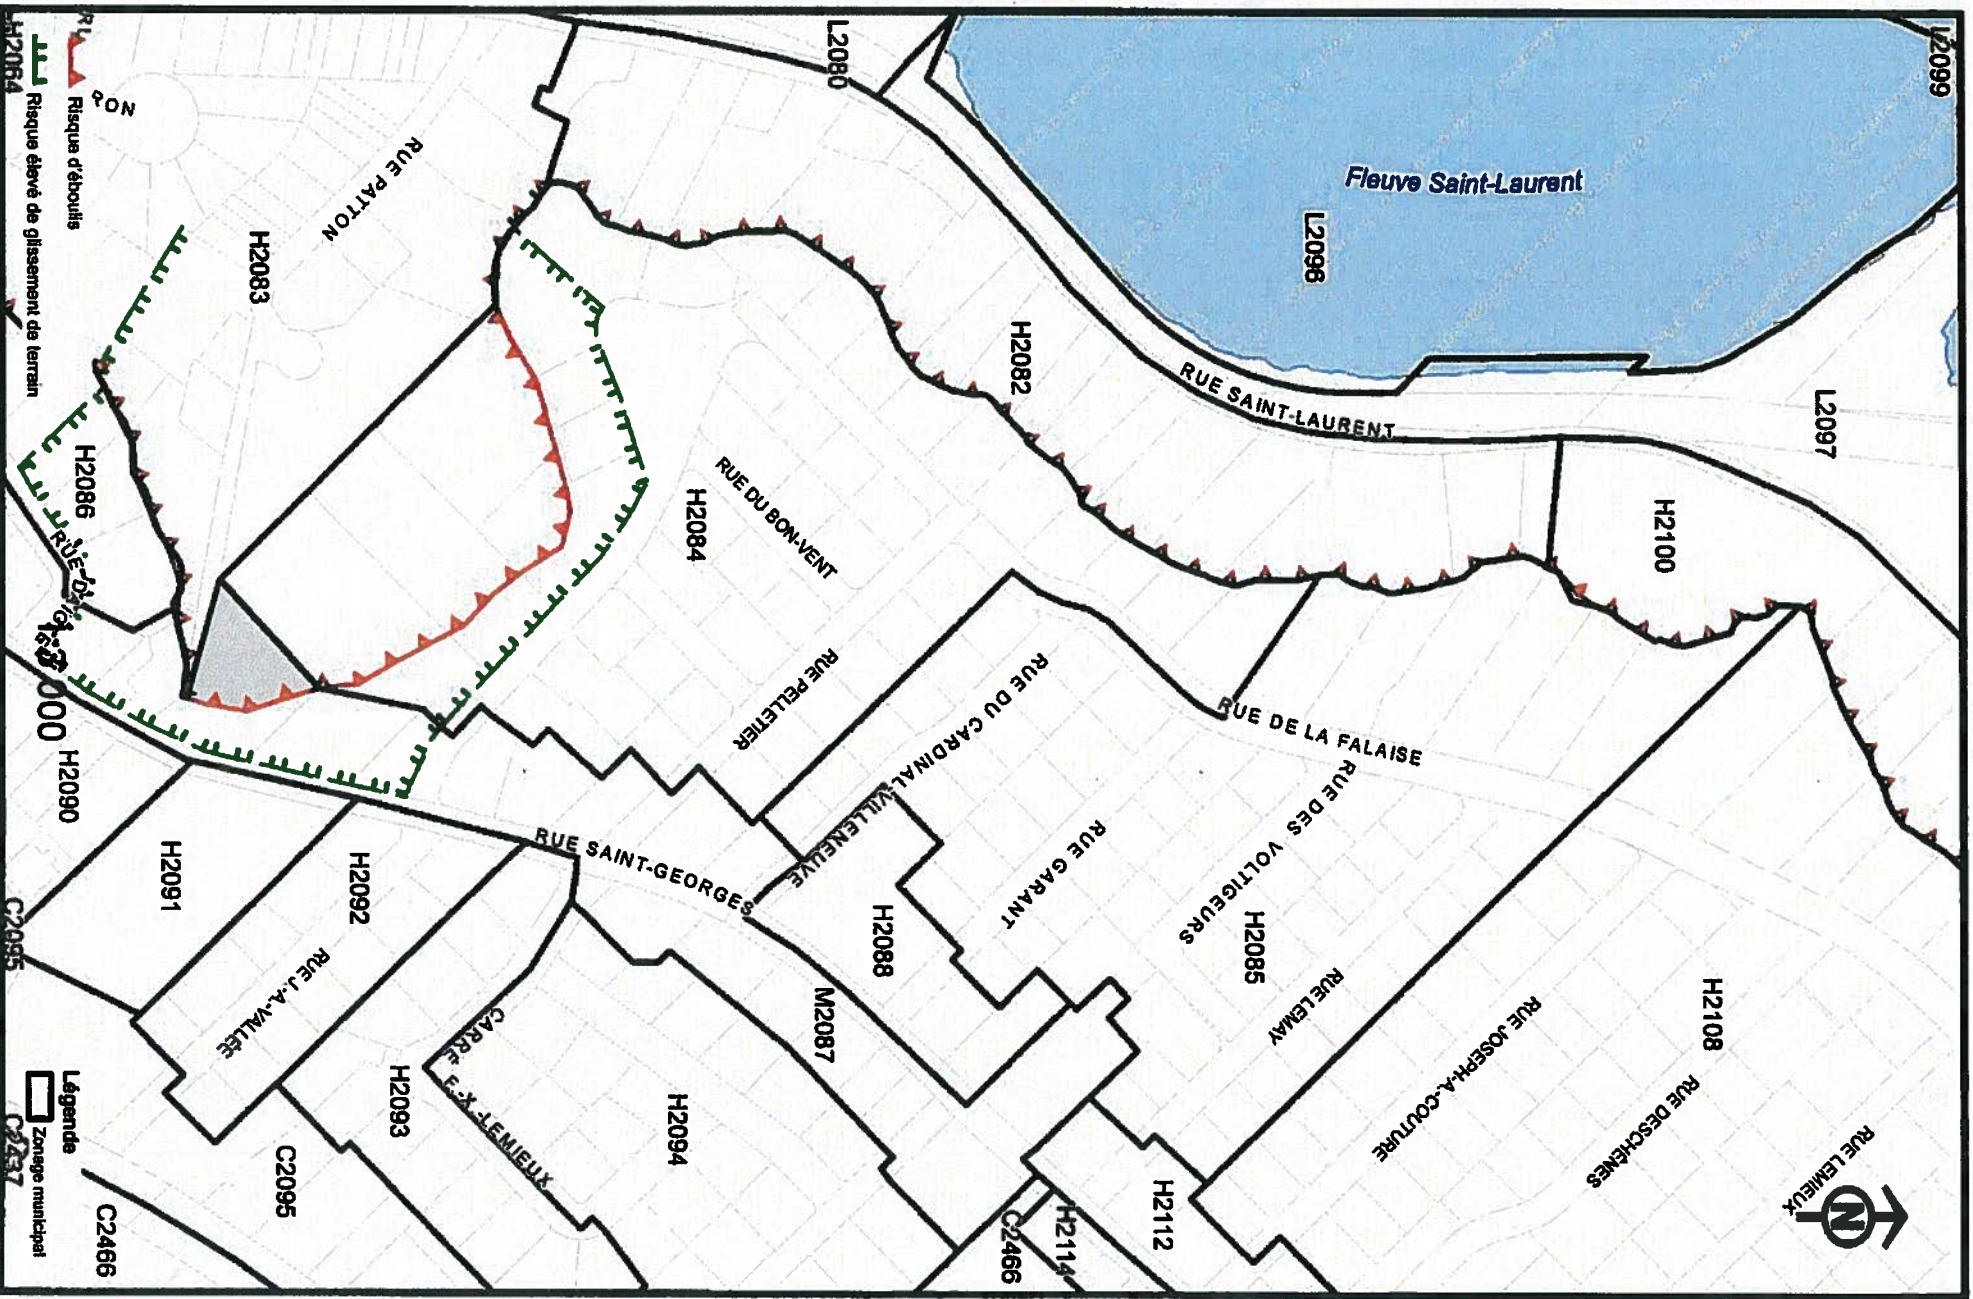 L2099
L2080
Fleuve Saint-Laurent
L2096
RUE PATTON
H2083
H2082
RUE SAINT-LAURENT
L2097
H2100
H2086
H2084
RUE DU BON-VENT
RUE PELLETIER
RUE DU CARDINAL-VILLENEUVE
RUE DE LA FALAISE
RUE DES VOLTIGEURS
RUE GARANT
H2085
H2088
RUE SAINT-GEORGES
H2090
H2091
H2092
RUE J.-A.-VALLÉE
C2095
M2087
RUE LEMAY
RUE JOSEPH-A.-COUTURE
H2108
RUE DESCHÊNES
RUE LEMIEUX
CARRÉ F.-X.-LEMIEUX
H2093
H2094
C2095
C2466
H2112
H2114
C2466
C2437
N
Légende
Zonage municipal
Risque d'éboulis
Risque élevé de glissement de terrain
H2064